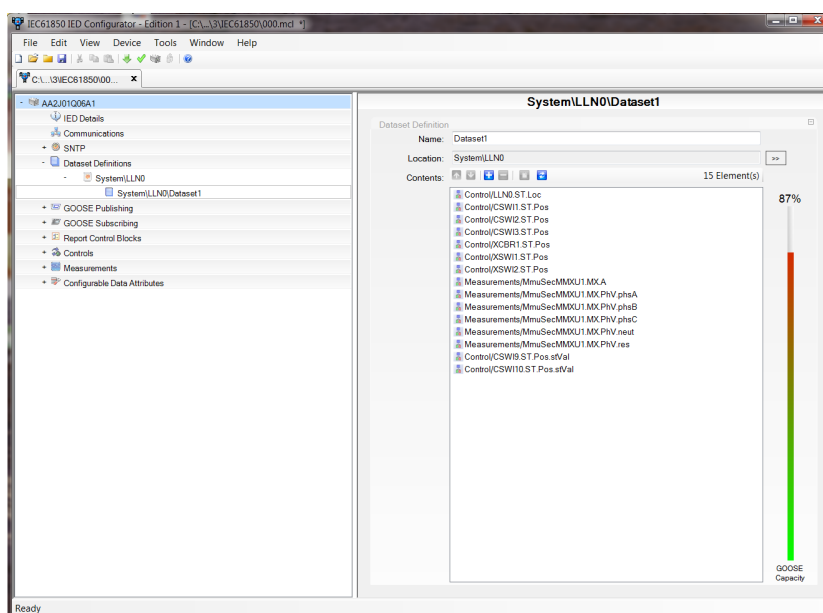 IEC61850 IED Configurator - Edition 1 - [C:\...\3\IEC61850\000.mcl *]
File Edit View Device Tools Window Help
C:\...\3\IEC61850\00... x
AA2J01Q06A1
IED Details
Communications
SNTP
Dataset Definitions
System\LLN0
System\LLN0\Dataset1
GOOSE Publishing
GOOSE Subscribing
Report Control Blocks
Controls
Measurements
Configurable Data Attributes
System\LLN0\Dataset1
Dataset Definition
Name: Dataset1
Location: System\LLN0 >>
Contents: 15 Element(s)
87%
Control/LLN0.ST.Loc
Control/CSWI1.ST.Pos
Control/CSWI2.ST.Pos
Control/CSWI3.ST.Pos
Control/XCBR1.ST.Pos
Control/XSWI1.ST.Pos
Control/XSWI2.ST.Pos
Measurements/MmuSecMMXU1.MX.A
Measurements/MmuSecMMXU1.MX.PhV.phsA
Measurements/MmuSecMMXU1.MX.PhV.phsB
Measurements/MmuSecMMXU1.MX.PhV.phsC
Measurements/MmuSecMMXU1.MX.PhV.neut
Measurements/MmuSecMMXU1.MX.PhV.res
Control/CSWI9.ST.Pos.stVal
Control/CSWI10.ST.Pos.stVal
GOOSE
Capacity
Ready